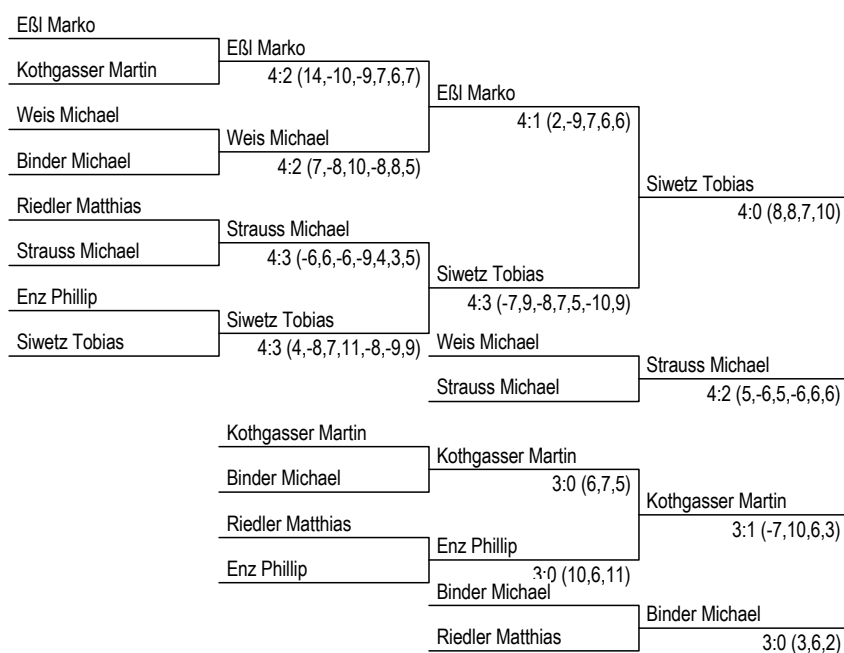 Eßl Marko
Eßl Marko
Kothgasser Martin
4:2 (14,-10,-9,7,6,7)
Eßl Marko
Weis Michael
4:1 (2,-9,7,6,6)
Weis Michael
Binder Michael
4:2 (7,-8,10,-8,8,5)
Siwetz Tobias
Riedler Matthias
4:0 (8,8,7,10)
Strauss Michael
Strauss Michael
4:3 (-6,6,-6,-9,4,3,5)
Siwetz Tobias
Enz Phillip
4:3 (-7,9,-8,7,5,-10,9)
Siwetz Tobias
Siwetz Tobias
4:3 (4,-8,7,11,-8,-9,9)
Weis Michael
Strauss Michael
Strauss Michael
4:2 (5,-6,5,-6,6,6)
Kothgasser Martin
Kothgasser Martin
Binder Michael
3:0 (6,7,5)
Kothgasser Martin
Riedler Matthias
3:1 (-7,10,6,3)
Enz Phillip
Enz Phillip
3:0 (10,6,11)
Binder Michael
Binder Michael
Riedler Matthias
3:0 (3,6,2)